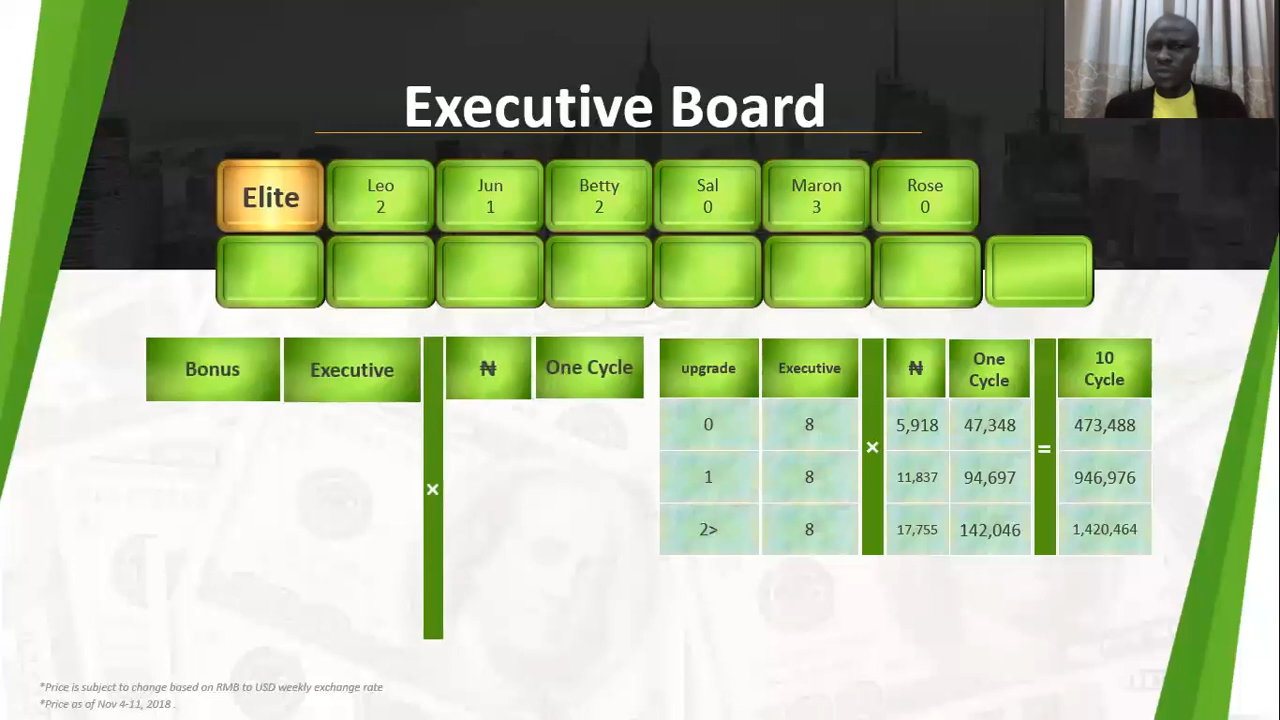 Executive Board
Elite
Leo
2
Jun
1
Betty
2
Sal
0
Maron
3
Rose
0
Bonus Executive × ₦ One Cycle
upgrade Executive × ₦ One Cycle = 10 Cycle
0 8 5,918 47,348 473,488
1 8 11,837 94,697 946,976
2> 8 17,755 142,046 1,420,464
*Price is subject to change based on RMB to USD weekly exchange rate
*Price as of Nov 4-11, 2018 .